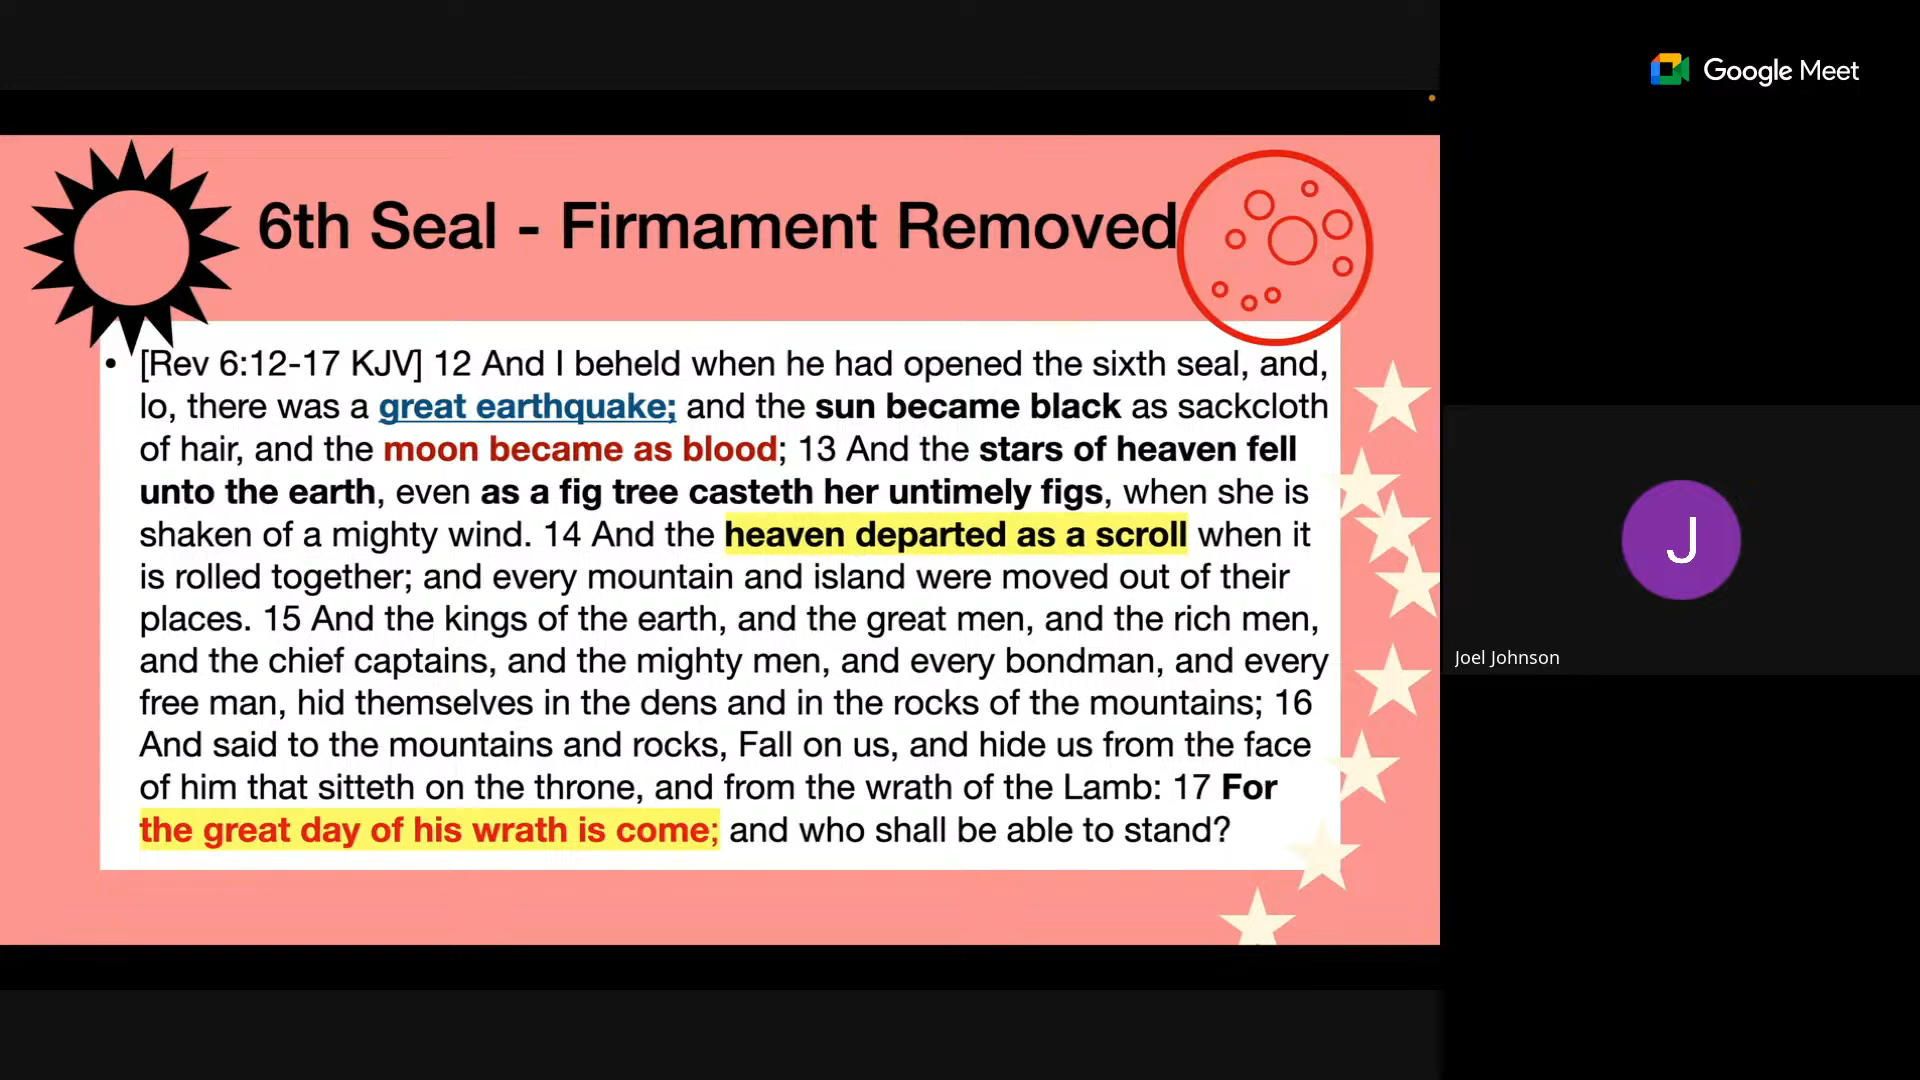 Google Meet
6th Seal - Firmament Removed
• [Rev 6:12-17 KJV] 12 And I beheld when he had opened the sixth seal, and,
lo, there was a great earthquake; and the sun became black as sackcloth
of hair, and the moon became as blood; 13 And the stars of heaven fell
unto the earth, even as a fig tree casteth her untimely figs, when she is
shaken of a mighty wind. 14 And the heaven departed as a scroll when it
is rolled together; and every mountain and island were moved out of their
places. 15 And the kings of the earth, and the great men, and the rich men,
and the chief captains, and the mighty men, and every bondman, and every
free man, hid themselves in the dens and in the rocks of the mountains; 16
And said to the mountains and rocks, Fall on us, and hide us from the face
of him that sitteth on the throne, and from the wrath of the Lamb: 17 For
the great day of his wrath is come; and who shall be able to stand?
J
Joel Johnson